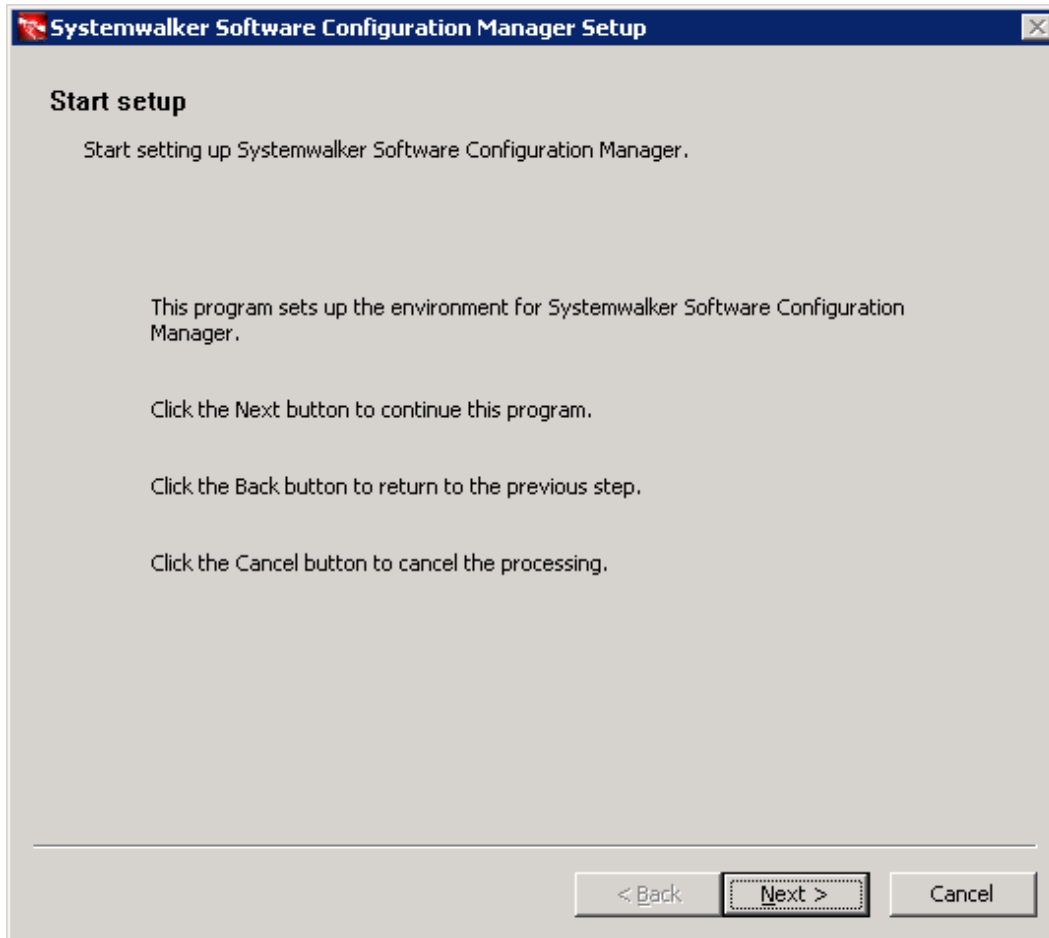 Systemwalker Software Configuration Manager Setup
Start setup
Start setting up Systemwalker Software Configuration Manager.
This program sets up the environment for Systemwalker Software Configuration
Manager.
Click the Next button to continue this program.
Click the Back button to return to the previous step.
Click the Cancel button to cancel the processing.
< Back
Next >
Cancel